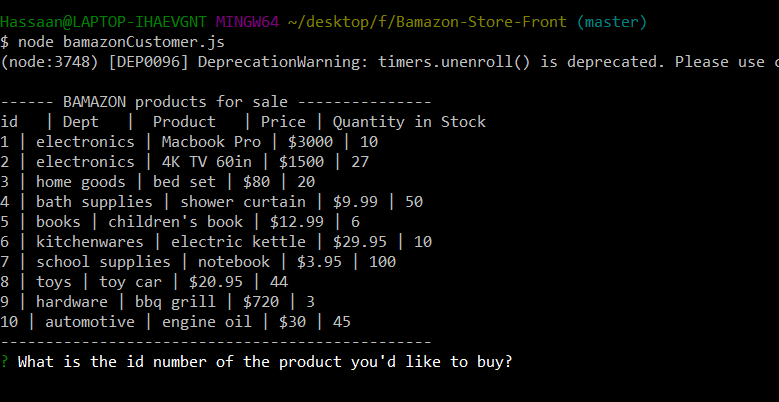 Hassaan@LAPTOP-IHAEVGNT MINGW64 ~/desktop/f/Bamazon-Store-Front (master)
$ node bamazonCustomer.js
(node:3748) [DEP0096] DeprecationWarning: timers.unenroll() is deprecated. Please use c
------ BAMAZON products for sale ---------------
id   | Dept   |  Product   | Price | Quantity in Stock
1 | electronics | Macbook Pro | $3000 | 10
2 | electronics | 4K TV 60in | $1500 | 27
3 | home goods | bed set | $80 | 20
4 | bath supplies | shower curtain | $9.99 | 50
5 | books | children's book | $12.99 | 6
6 | kitchenwares | electric kettle | $29.95 | 10
7 | school supplies | notebook | $3.95 | 100
8 | toys | toy car | $20.95 | 44
9 | hardware | bbq grill | $720 | 3
10 | automotive | engine oil | $30 | 45
------------------------------------------------
? What is the id number of the product you'd like to buy?